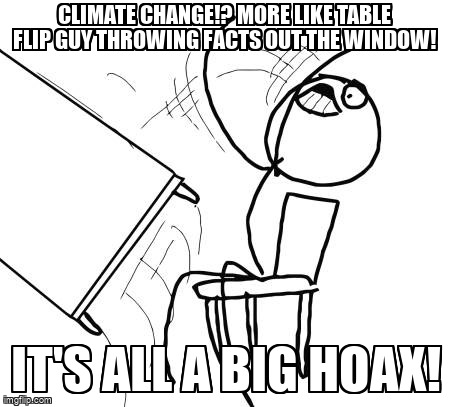 CLIMATE CHANGE!? MORE LIKE TABLE
FLIP GUY THROWING FACTS OUT THE WINDOW!
IT'S ALL A BIG HOAX!
imgflip.com